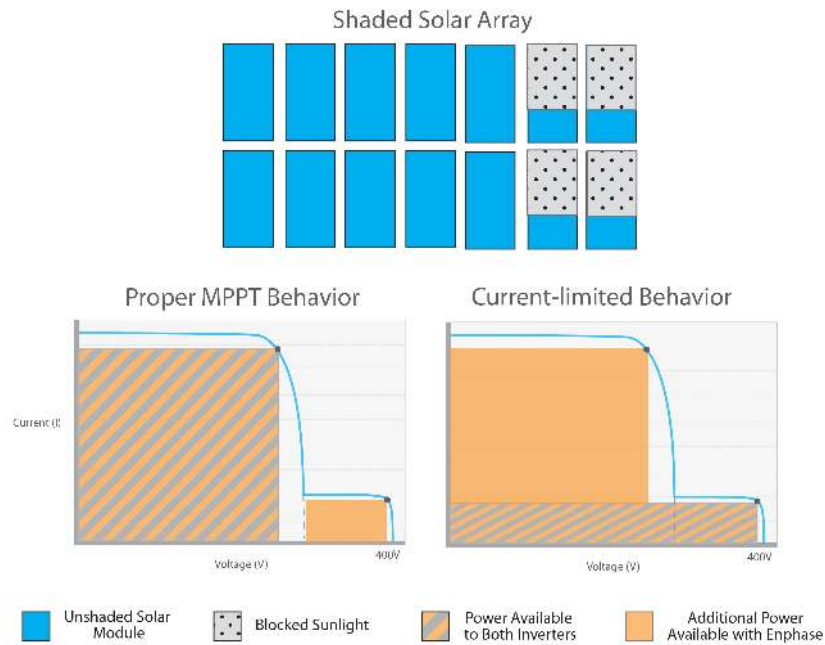 Shaded Solar Array
Proper MPPT Behavior
Current-limited Behavior
Current (I)
400V
Voltage (V)
400V
Voltage (V)
Unshaded Solar
Module
Blocked Sunlight
Power Available
to Both Inverters
Additional Power
Available with Enphase